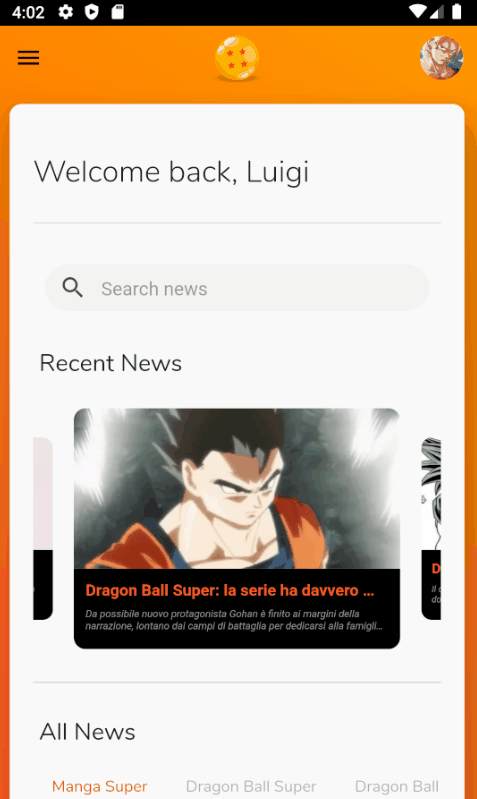 4:02
Welcome back, Luigi
Search news
Recent News
Dragon Ball Super: la serie ha davvero ...
Da possibile nuovo protagonista Gohan è finito ai margini della
narrazione, lontano dai campi di battaglia per dedicarsi alla famigli...
D
Il
do
All News
Manga Super
Dragon Ball Super
Dragon Ball